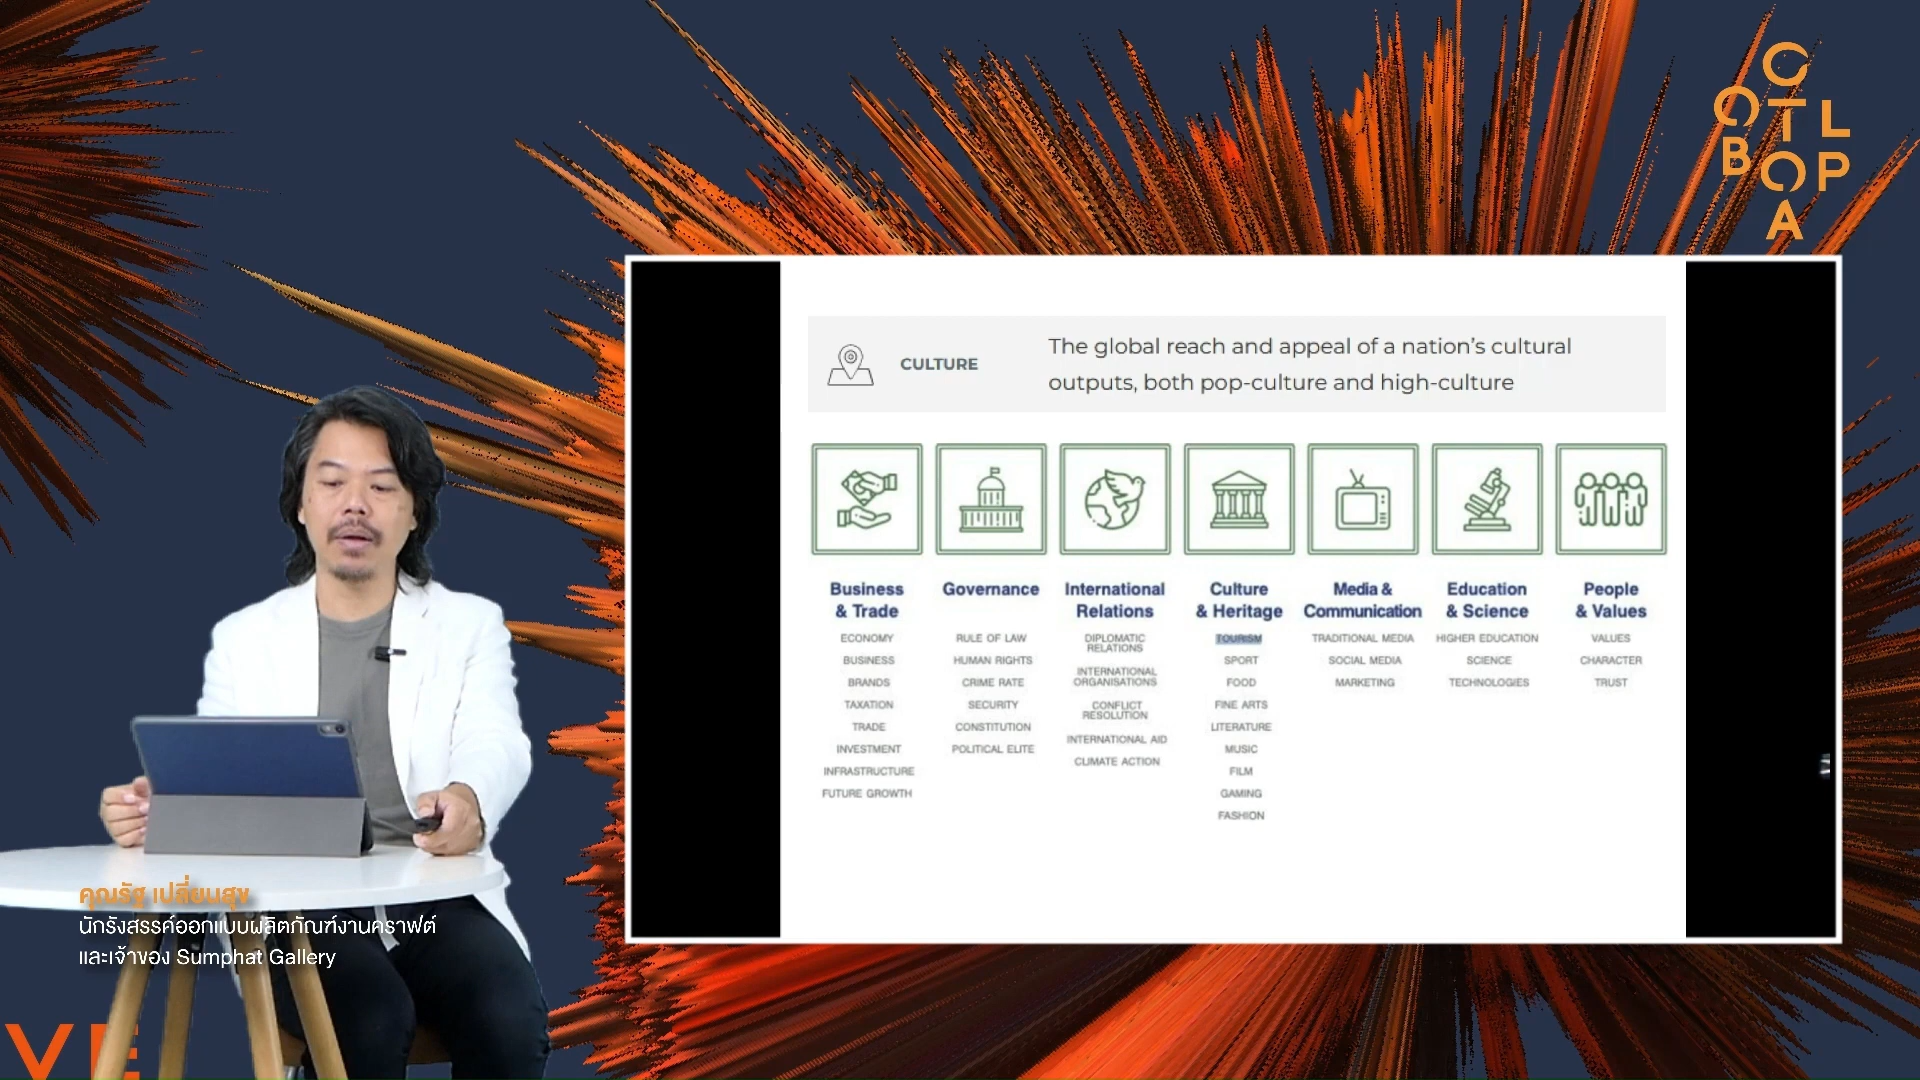 C
O T L
B O P
A
CULTURE
The global reach and appeal of a nation's cultural
outputs, both pop-culture and high-culture
Business
& Trade
ECONOMY
BUSINESS
BRANDS
TAXATION
TRADE
INVESTMENT
INFRASTRUCTURE
FUTURE GROWTH
Governance
RULE OF LAW
HUMAN RIGHTS
CRIME RATE
SECURITY
CONSTITUTION
POLITICAL ELITE
International
Relations
DIPLOMATIC
RELATIONS
INTERNATIONAL
ORGANISATIONS
CONFLICT
RESOLUTION
INTERNATIONAL AID
CLIMATE ACTION
Culture
& Heritage
TOURISM
SPORT
FOOD
FINE ARTS
LITERATURE
MUSIC
FILM
GAMING
FASHION
Media &
Communication
TRADITIONAL MEDIA
SOCIAL MEDIA
MARKETING
Education
& Science
HIGHER EDUCATION
SCIENCE
TECHNOLOGIES
People
& Values
VALUES
CHARACTER
TRUST
คุณรัฐ เปลี่ยนสุข
นักรังสรรค์ออกแบบผลิตภัณฑ์งานคราฟต์
และเจ้าของ Sumphat Gallery
VE